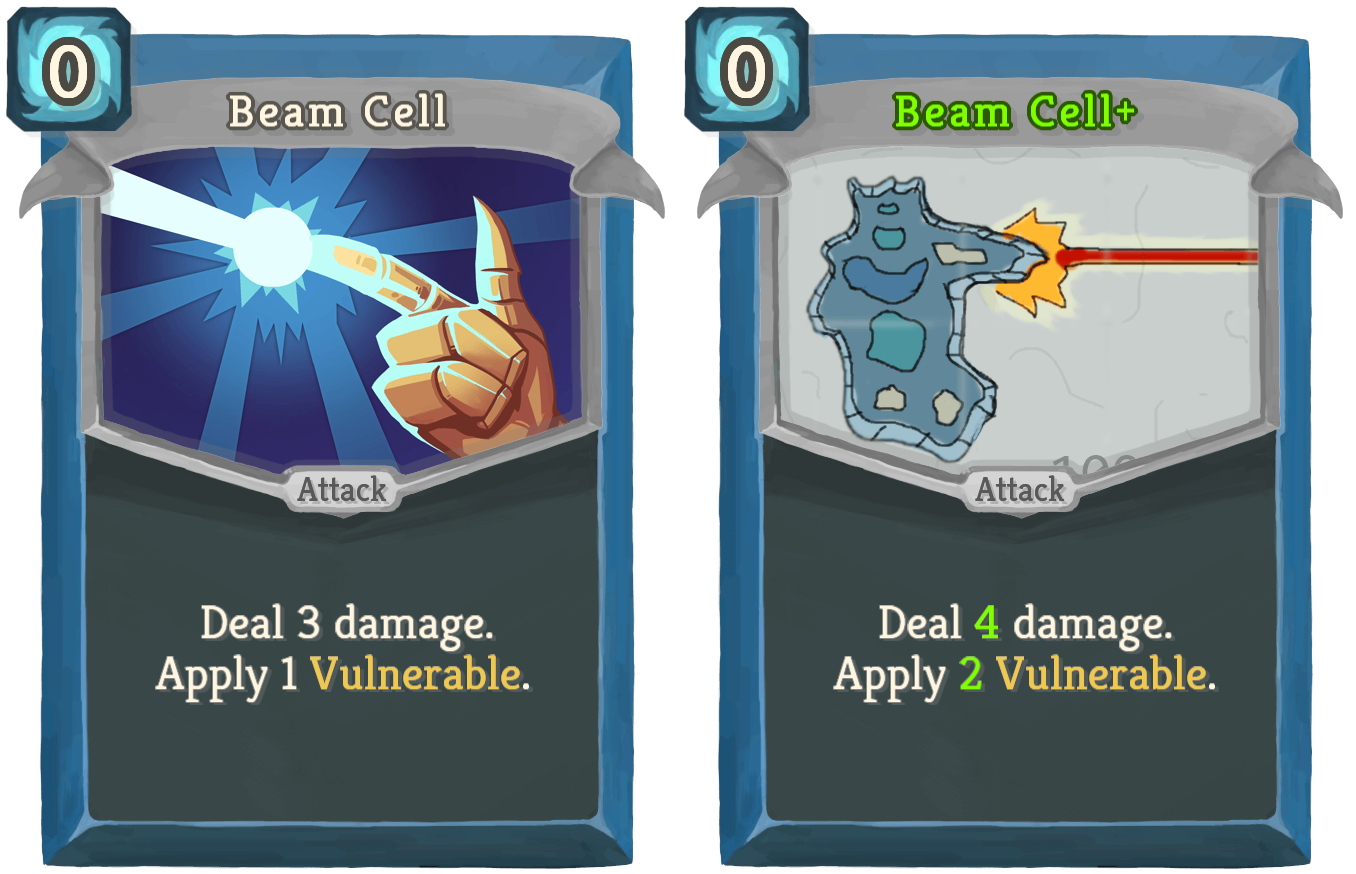 0
Beam Cell
Attack
Deal 3 damage.
Apply 1 Vulnerable.
0
Beam Cell+
Attack
Deal 4 damage.
Apply 2 Vulnerable.